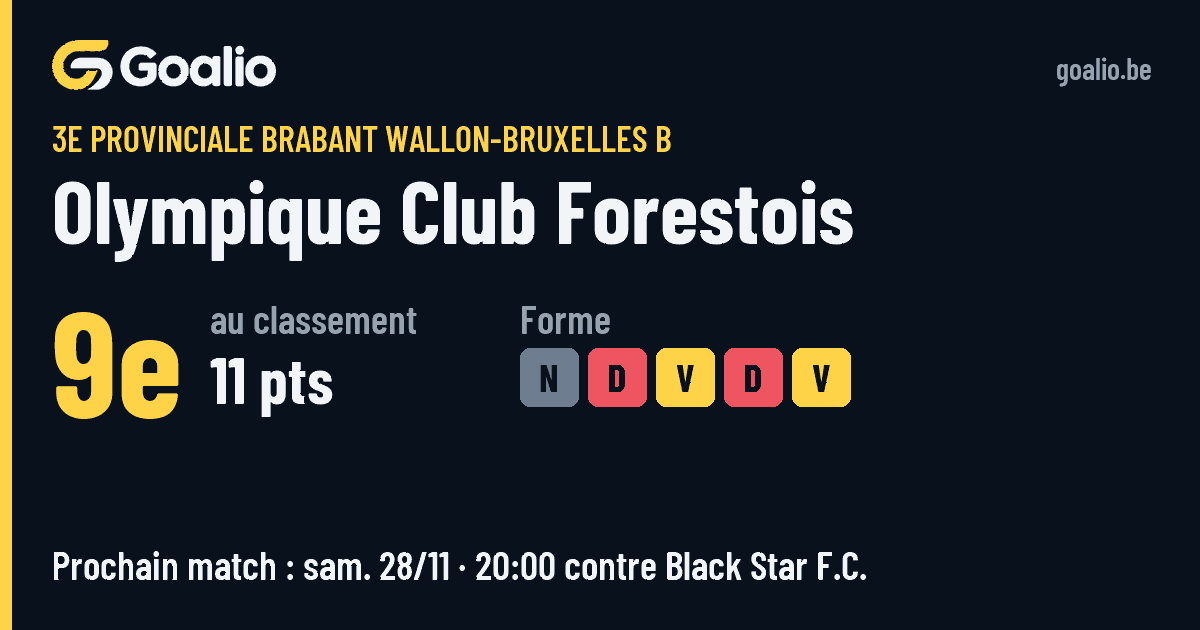 Goalio
goalio.be
3E PROVINCIALE BRABANT WALLON-BRUXELLES B
Olympique Club Forestois
9e
au classement
11 pts
Forme
N D V D V
Prochain match : sam. 28/11 · 20:00 contre Black Star F.C.